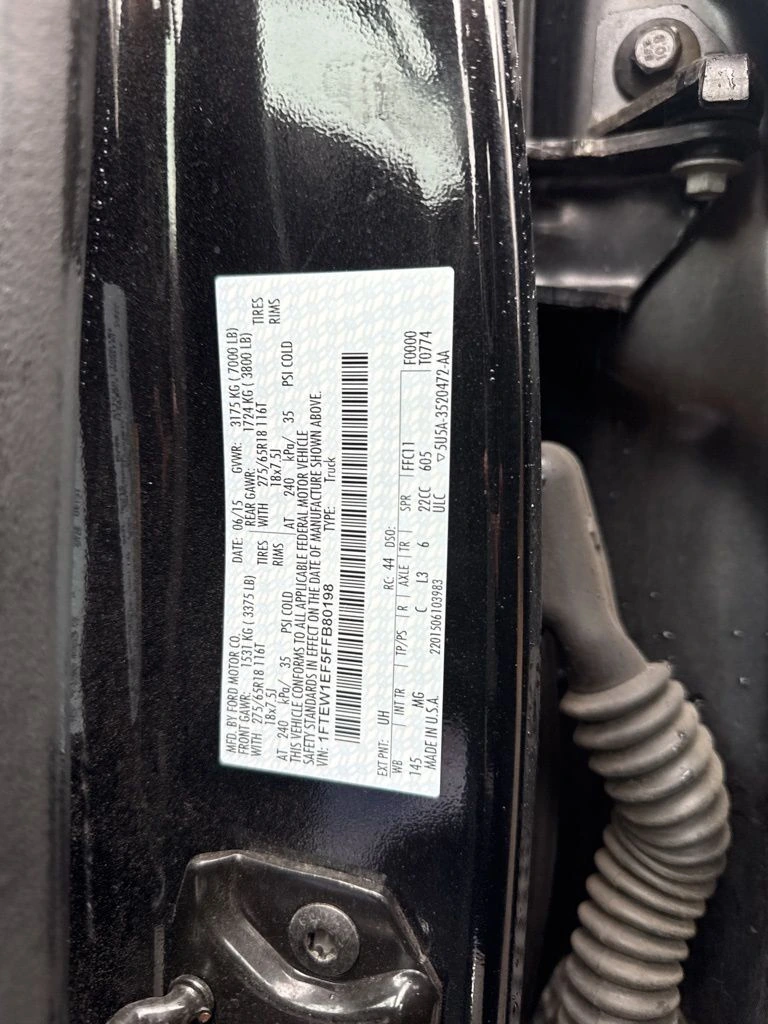 MFD. BY FORD MOTOR CO. DATE: 06/15 GVWR: 3175 KG ( 7000 LB)
FRONT GAWR: 1531 KG ( 3375 LB) REAR GAWR: 1724 KG ( 3800 LB)
WITH 275/65R18 116T TIRES WITH 275/65R18 116T TIRES
18x7.5J RIMS 18x7.5J RIMS
AT 240 kPa/ 35 PSI COLD AT 240 kPa/ 35 PSI COLD
THIS VEHICLE CONFORMS TO ALL APPLICABLE FEDERAL MOTOR VEHICLE
SAFETY STANDARDS IN EFFECT ON THE DATE OF MANUFACTURE SHOWN ABOVE.
VIN: 1FTEW1EF5FFB80198 TYPE: Truck
EXT PNT: UH RC: 44 DSO: F0000
WB INT TR TP/PS R AXLE TR SPR FFC11 T0774
145 MG C L3 6 22CC 605
MADE IN U.S.A. 2201506103983 ULC ▽5U5A-3520472-AA